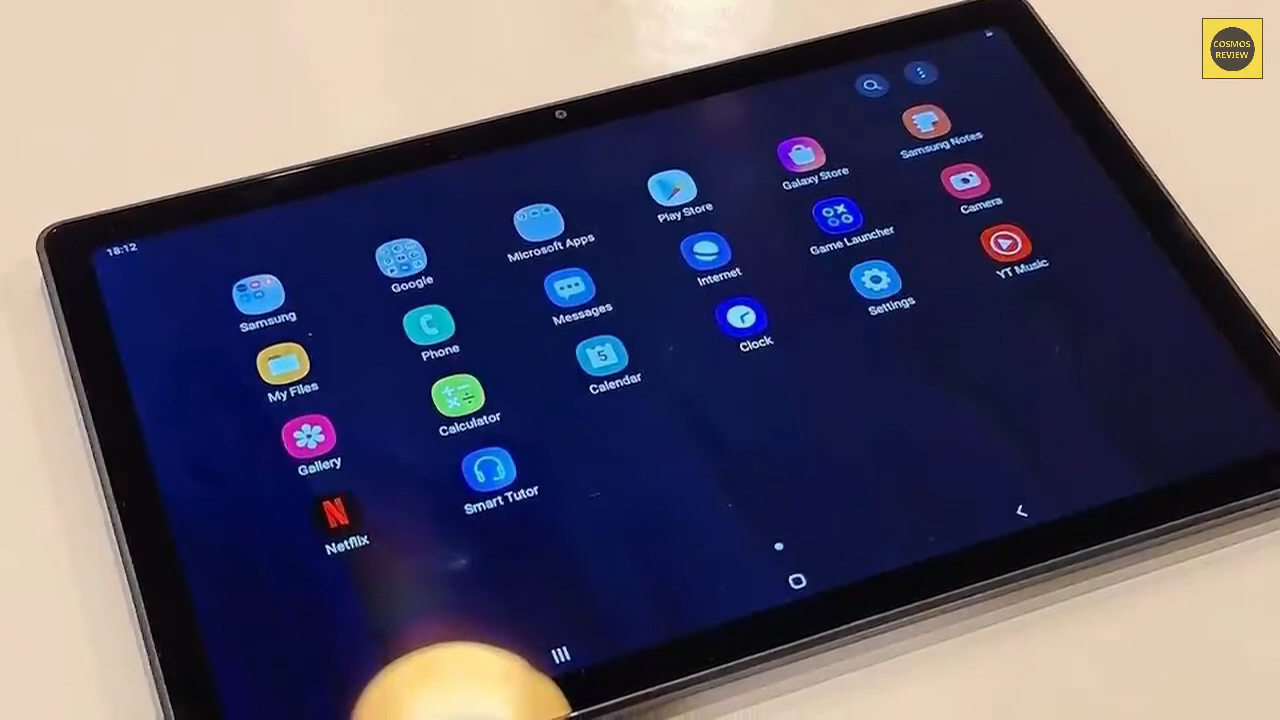 COSMOS
REVIEW
18:12
Samsung
Google
Microsoft Apps
Play Store
Galaxy Store
Samsung Notes
My Files
Phone
Messages
Internet
Game Launcher
Camera
Gallery
Calculator
5
Calendar
Clock
Settings
YT Music
N
Netflix
Smart Tutor